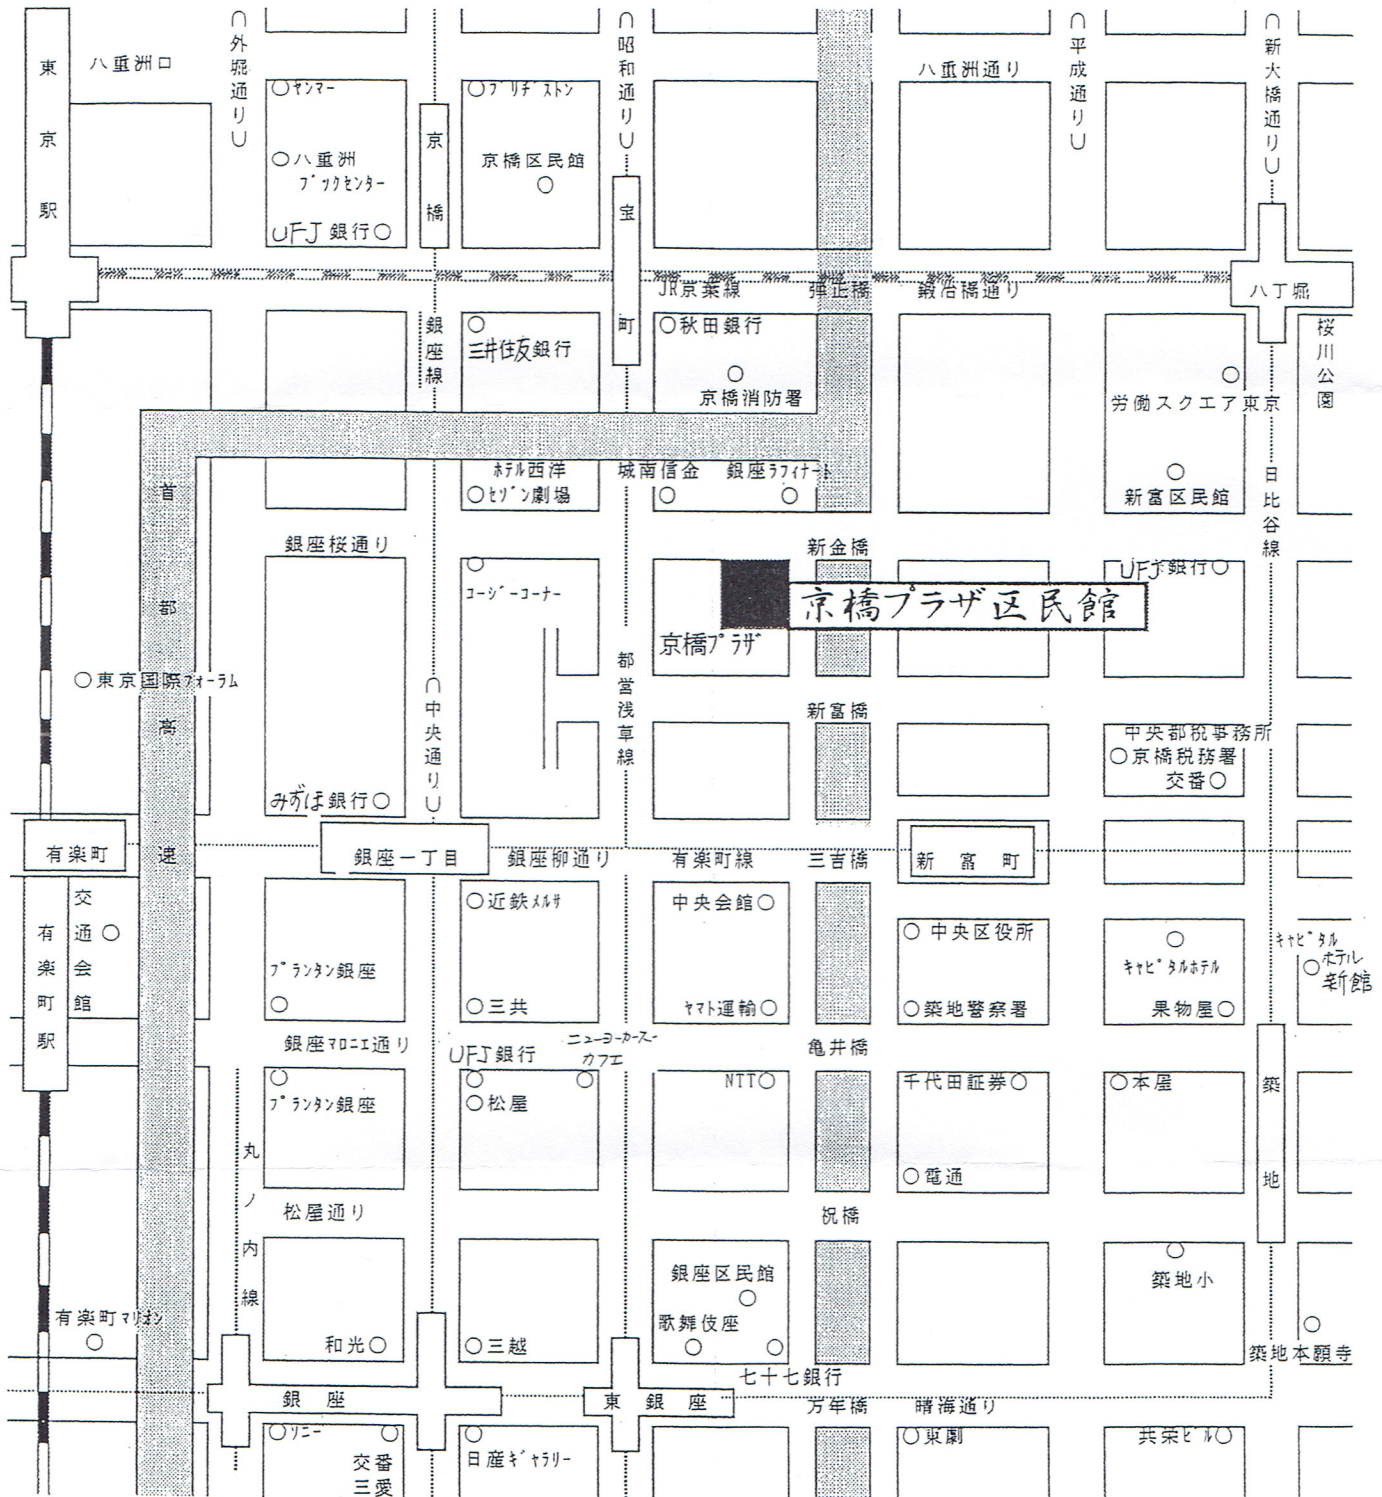 東京駅
八重洲口
⊂外堀通り⊃
⊂昭和通り⊃
八重洲通り
⊂平成通り⊃
⊂新大橋通り⊃
ヤンマー
八重洲
ブックセンター
UFJ銀行
京橋
ブリヂストン
京橋区民館
宝町
JR京葉線
弾正橋
鍛冶橋通り
八丁堀
銀座線
三井住友銀行
秋田銀行
京橋消防署
桜川公園
労働スクエア東京
ホテル西洋
セゾン劇場
城南信金
銀座ラフィナート
新富区民館
日比谷線
首都高速
銀座桜通り
新金橋
コージーコーナー
UFJ銀行
京橋プラザ区民館
京橋プラザ
東京国際フォーラム
⊂中央通り⊃
都営浅草線
新富橋
中央都税事務所
京橋税務署
交番
みずほ銀行
有楽町
銀座一丁目
銀座柳通り
有楽町線
三吉橋
新富町
交通会館
有楽町駅
近鉄メルサ
中央会館
中央区役所
キャピタルホテル
キャピタル
ホテル
新館
プランタン銀座
三共
ヤマト運輸
築地警察署
果物屋
銀座マロニエ通り
UFJ銀行
ニューヨーカーズ
カフェ
亀井橋
プランタン銀座
松屋
NTT
千代田証券
本屋
築地
丸ノ内線
電通
松屋通り
祝橋
銀座区民館
築地小
有楽町マリオン
和光
三越
歌舞伎座
築地本願寺
七十七銀行
銀座
東銀座
万年橋
晴海通り
ソニー
交番
三愛
日産ギャラリー
東劇
共栄ビル